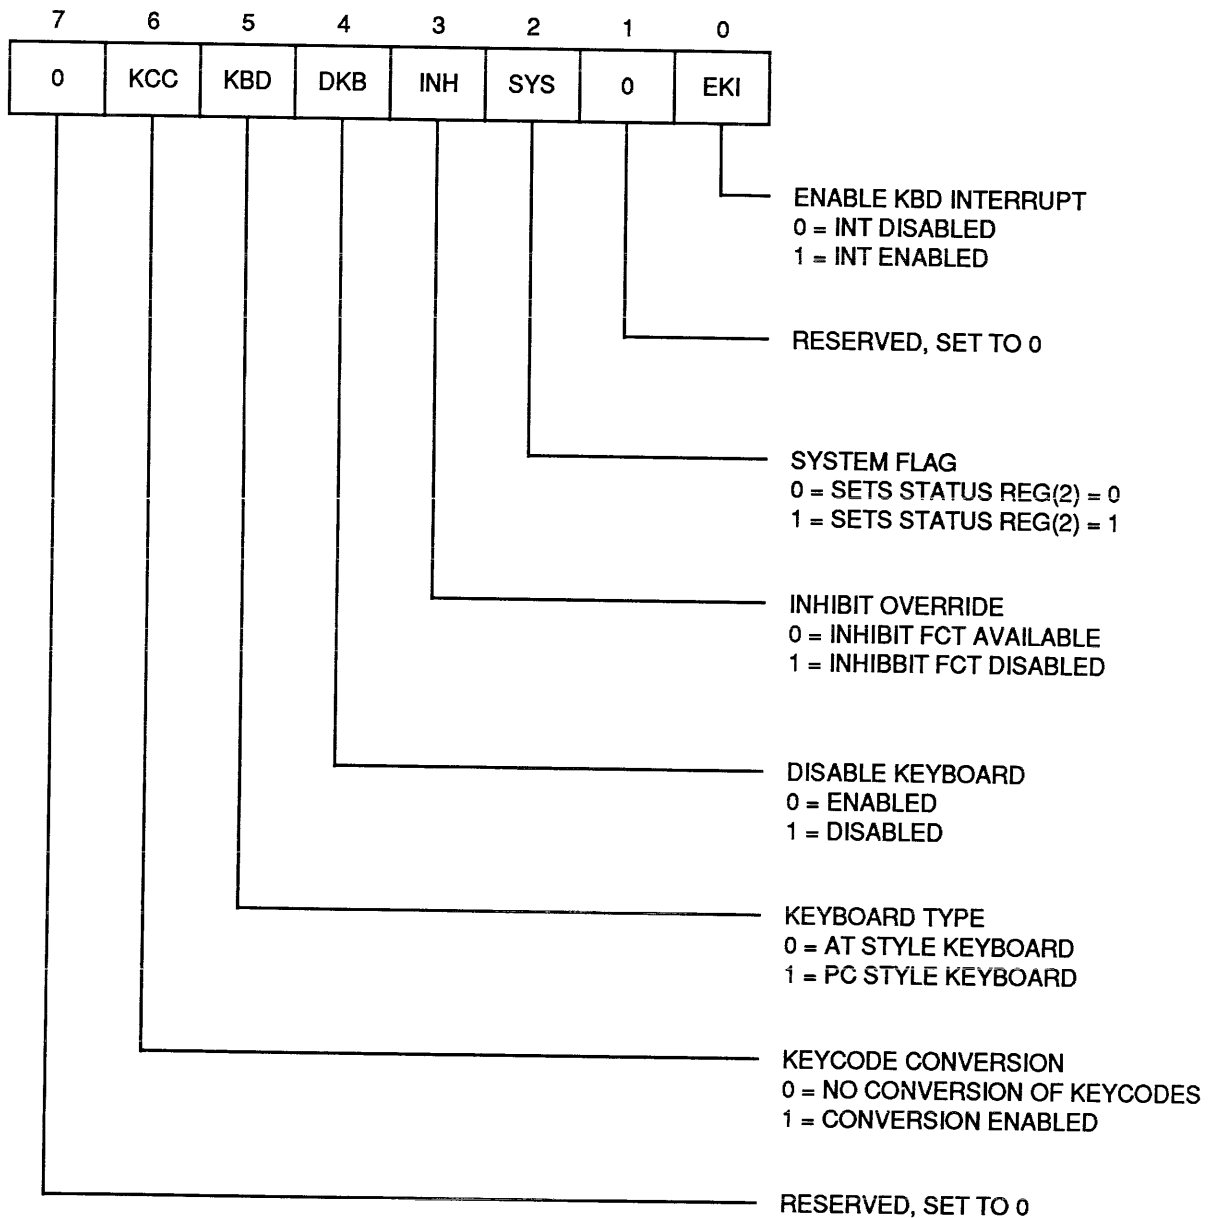 7 6 5 4 3 2 1 0
0 KCC KBD DKB INH SYS 0 EKI
ENABLE KBD INTERRUPT
0 = INT DISABLED
1 = INT ENABLED
RESERVED, SET TO 0
SYSTEM FLAG
0 = SETS STATUS REG(2) = 0
1 = SETS STATUS REG(2) = 1
INHIBIT OVERRIDE
0 = INHIBIT FCT AVAILABLE
1 = INHIBBIT FCT DISABLED
DISABLE KEYBOARD
0 = ENABLED
1 = DISABLED
KEYBOARD TYPE
0 = AT STYLE KEYBOARD
1 = PC STYLE KEYBOARD
KEYCODE CONVERSION
0 = NO CONVERSION OF KEYCODES
1 = CONVERSION ENABLED
RESERVED, SET TO 0